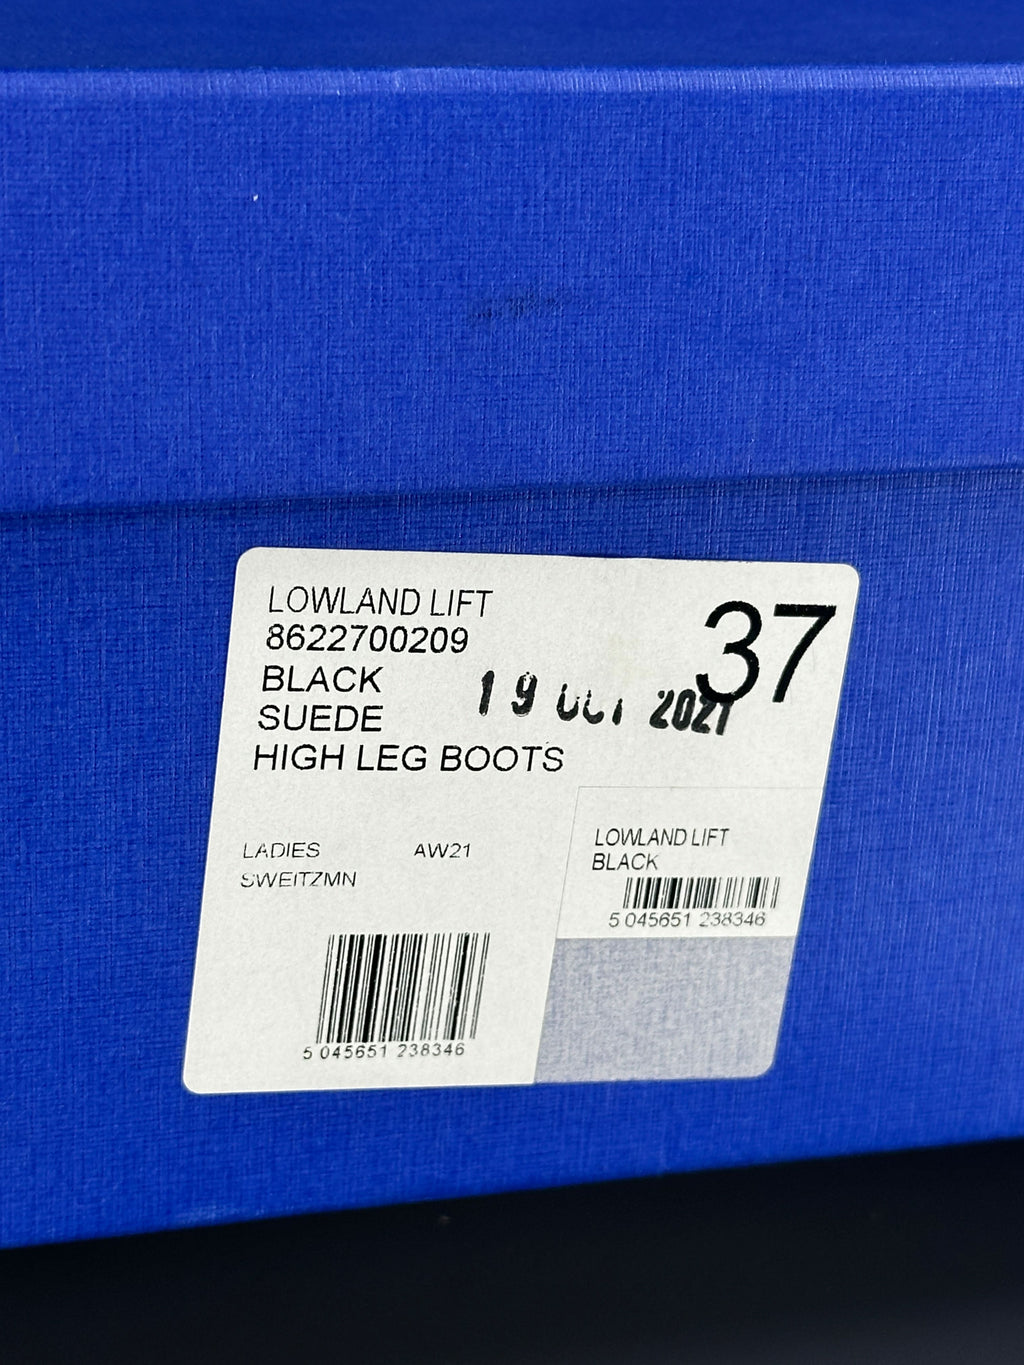 LOWLAND LIFT
8622700209
BLACK
SUEDE
HIGH LEG BOOTS
37
19 OCT 2021
LADIES AW21
SWEITZMN
LOWLAND LIFT
BLACK
5 045651 238346
5 045651 238346